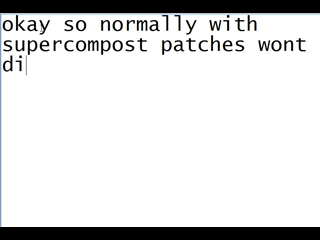 okay so normally with
supercompost patches wont
di